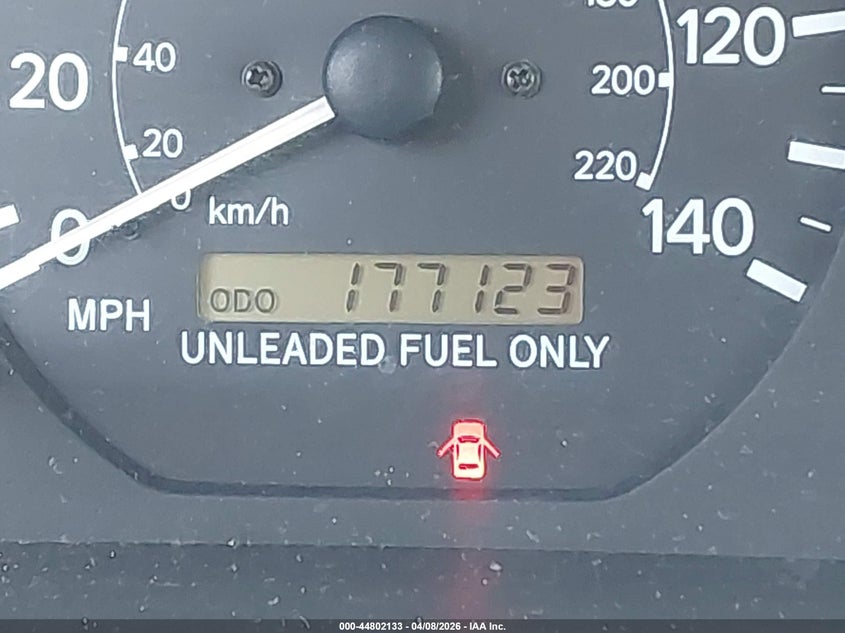 180
20 40 200 120
20 220
0 0 km/h 140
ODO 177123
MPH
UNLEADED FUEL ONLY
000-44802133 - 04/08/2026 - IAA Inc.